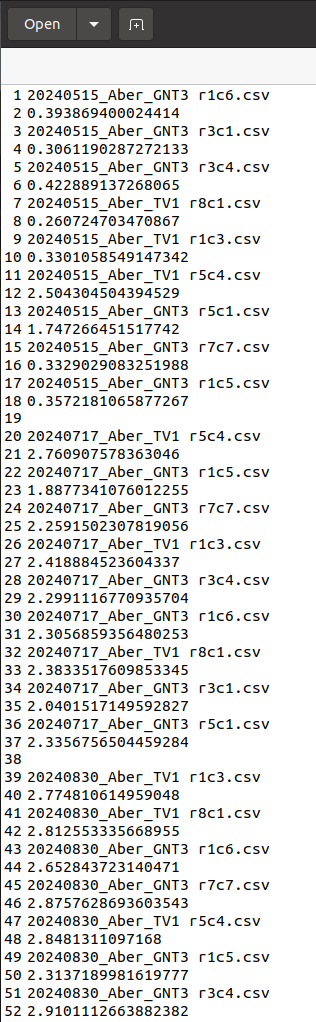 Open
1 20240515_Aber_GNT3 r1c6.csv
2 0.393869400024414
3 20240515_Aber_GNT3 r3c1.csv
4 0.3061190287272133
5 20240515_Aber_GNT3 r3c4.csv
6 0.422889137268065
7 20240515_Aber_TV1 r8c1.csv
8 0.260724703470867
9 20240515_Aber_TV1 r1c3.csv
10 0.3301058549147342
11 20240515_Aber_TV1 r5c4.csv
12 2.504304504394529
13 20240515_Aber_GNT3 r5c1.csv
14 1.747266451517742
15 20240515_Aber_GNT3 r7c7.csv
16 0.3329029083251988
17 20240515_Aber_GNT3 r1c5.csv
18 0.3572181065877267
19
20 20240717_Aber_TV1 r5c4.csv
21 2.760907578363046
22 20240717_Aber_GNT3 r1c5.csv
23 1.8877341076012255
24 20240717_Aber_GNT3 r7c7.csv
25 2.2591502307819056
26 20240717_Aber_TV1 r1c3.csv
27 2.418884523604337
28 20240717_Aber_GNT3 r3c4.csv
29 2.2991116770935704
30 20240717_Aber_GNT3 r1c6.csv
31 2.3056859356480253
32 20240717_Aber_TV1 r8c1.csv
33 2.3833517609853345
34 20240717_Aber_GNT3 r3c1.csv
35 2.0401517149592827
36 20240717_Aber_GNT3 r5c1.csv
37 2.3356756504459284
38
39 20240830_Aber_TV1 r1c3.csv
40 2.774810614959048
41 20240830_Aber_TV1 r8c1.csv
42 2.812553335668955
43 20240830_Aber_GNT3 r1c6.csv
44 2.652843723140471
45 20240830_Aber_GNT3 r7c7.csv
46 2.8757628693603543
47 20240830_Aber_TV1 r5c4.csv
48 2.8481311097168
49 20240830_Aber_GNT3 r1c5.csv
50 2.3137189981619777
51 20240830_Aber_GNT3 r3c4.csv
52 2.9101112663882382